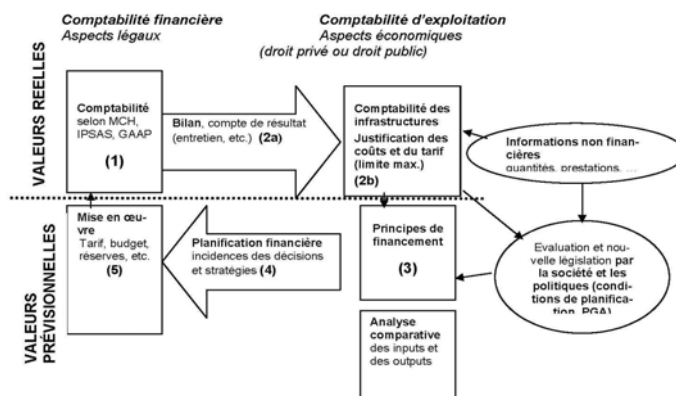 Comptabilité financière
Aspects légaux
Comptabilité d'exploitation
Aspects économiques
(droit privé ou droit public)
VALEURS REELLES
Comptabilité
selon MCH,
IPSAS, GAAP
(1)
Bilan, compte de résultat
(entretien, etc.) (2a)
Comptabilité des
infrastructures
Justification des
coûts et du tarif
(limite max.)
(2b)
Informations non finan-
cières
quantités, prestations, ...
VALEURS
PRÉVISIONNELLES
Mise en œuvre
Tarif, budget,
réserves, etc.
(5)
Planification financière
incidences des décisions
et stratégies (4)
Principes de
financement
(3)
Evaluation et nou-
velle législation par
la société et les
politiques (condi-
tions de planifica-
tion, PGA)
Analyse
comparative
des inputs et
des outputs